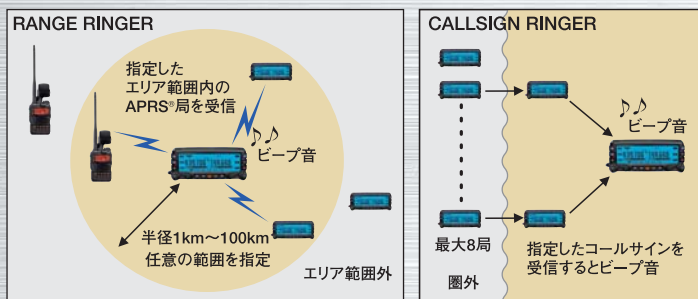 RANGE RINGER
指定した
エリア範囲内の
APRS®局を受信
ビープ音
半径1km~100km
任意の範囲を指定
エリア範囲外
CALLSIGN RINGER
ビープ音
最大8局
圏外
指定したコールサインを
受信するとビープ音